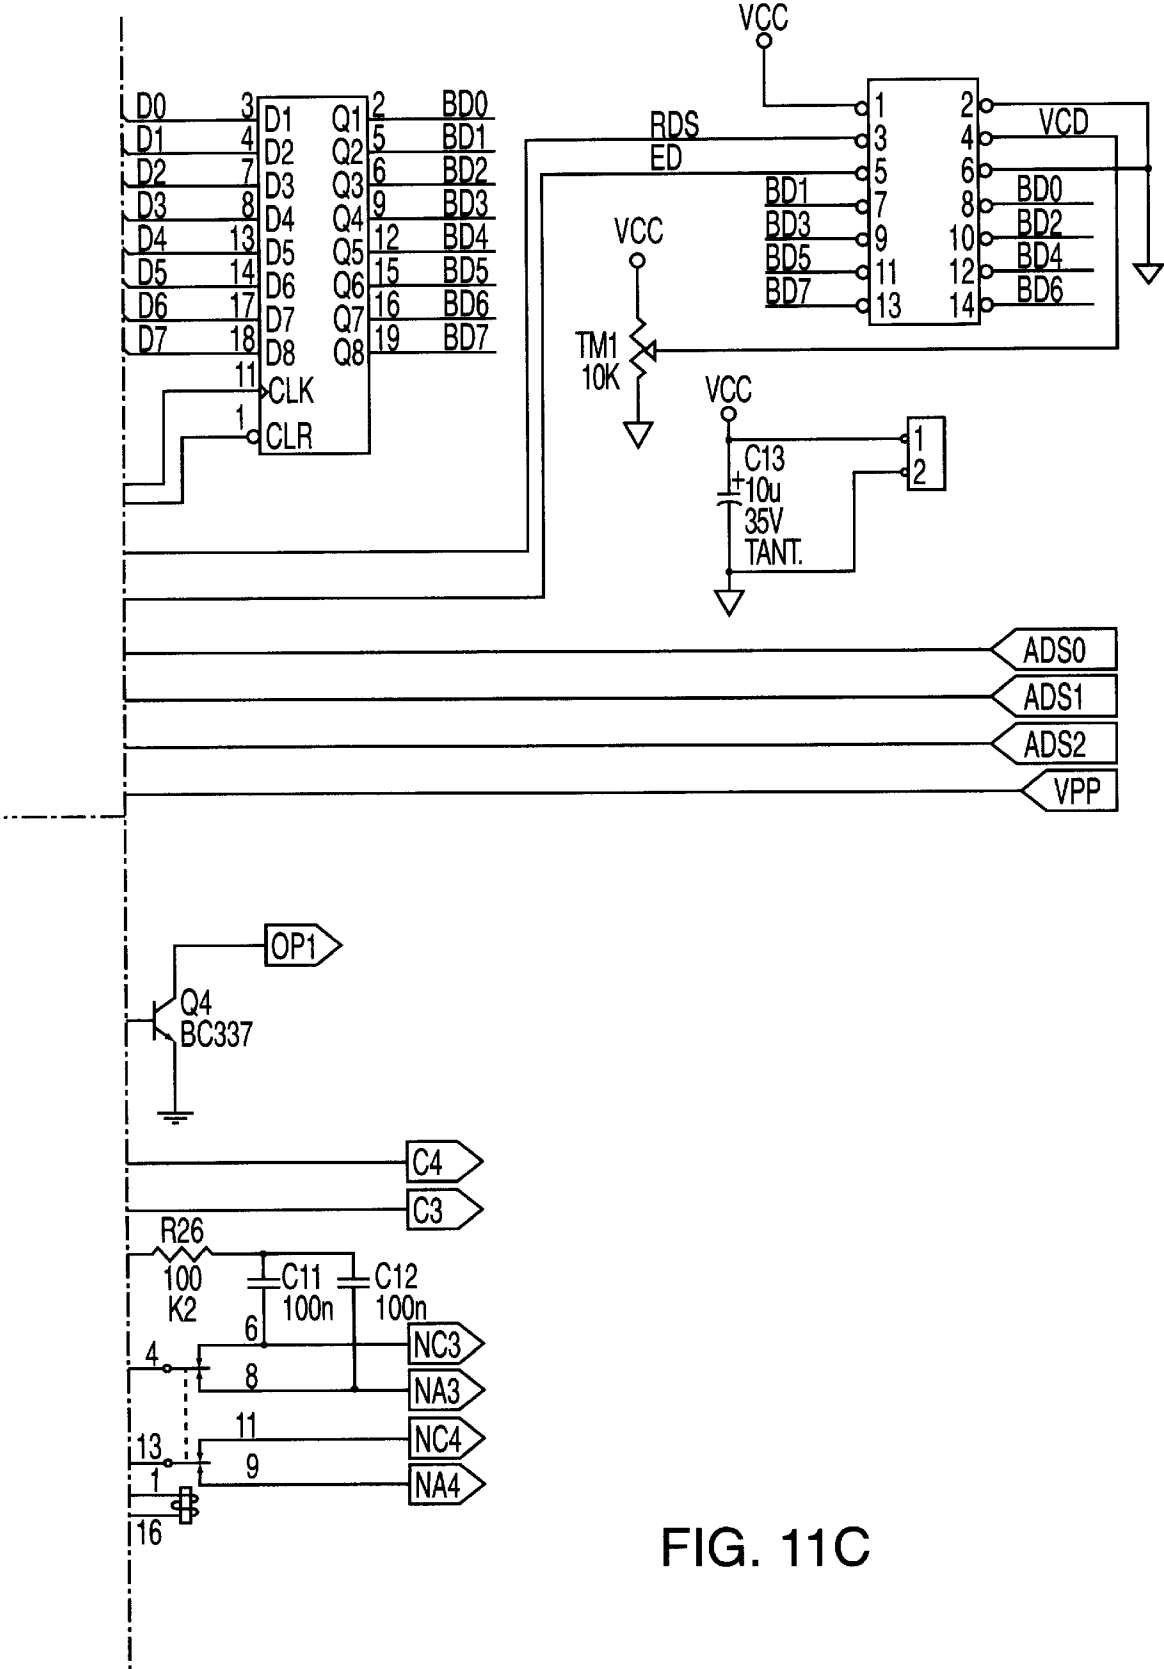 VCC
D0 3 D1 Q1 2 BD0
D1 4 D2 Q2 5 BD1
D2 7 D3 Q3 6 BD2
D3 8 D4 Q4 9 BD3
D4 13 D5 Q5 12 BD4
D5 14 D6 Q6 15 BD5
D6 17 D7 Q7 16 BD6
D7 18 D8 Q8 19 BD7
11 CLK
1 CLR
1 2
RDS 3 4 VCD
ED 5 6
BD1 7 8 BD0
BD3 9 10 BD2
BD5 11 12 BD4
BD7 13 14 BD6
VCC
TM1
10K
VCC
1
2
C13
+
10u
35V
TANT.
ADS0
ADS1
ADS2
VPP
OP1
Q4
BC337
C4
C3
R26
100
K2
C11
100n
C12
100n
6 NC3
4
8 NA3
11 NC4
13
9 NA4
1
16
FIG. 11C